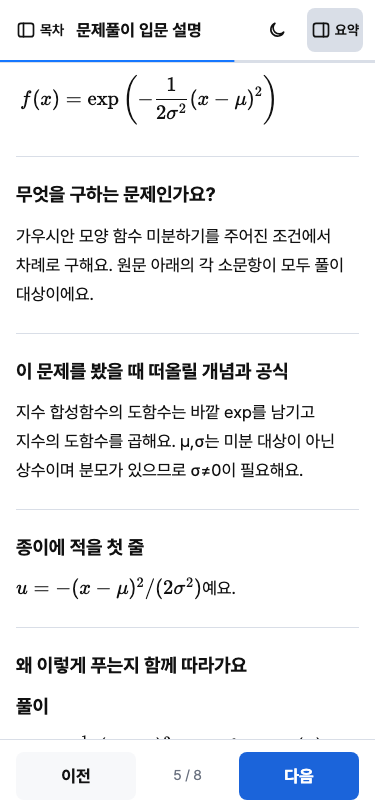 목차 문제풀이 입문 설명 요약
f(x) = exp(−1/(2σ²)(x − μ)²)
무엇을 구하는 문제인가요?
가우시안 모양 함수 미분하기를 주어진 조건에서
차례로 구해요. 원문 아래의 각 소문항이 모두 풀이
대상이에요.
이 문제를 봤을 때 떠올릴 개념과 공식
지수 합성함수의 도함수는 바깥 exp를 남기고
지수의 도함수를 곱해요. μ,σ는 미분 대상이 아닌
상수이며 분모가 있으므로 σ≠0이 필요해요.
종이에 적을 첫 줄
u = −(x − μ)²/(2σ²)예요.
왜 이렇게 푸는지 함께 따라가요
풀이
이전 5 / 8 다음